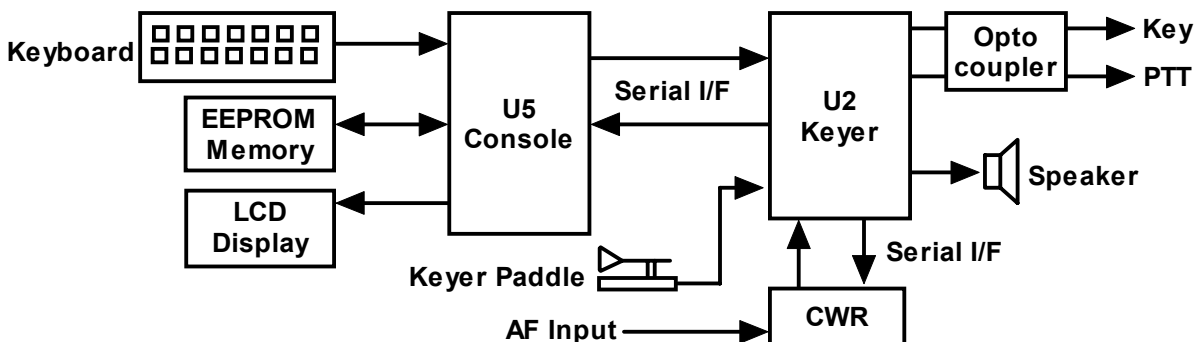 Keyboard
EEPROM
Memory
LCD
Display
U5
Console
Serial I/F
U2
Keyer
Opto
coupler
Key
PTT
Speaker
Keyer Paddle
Serial I/F
AF Input
CWR